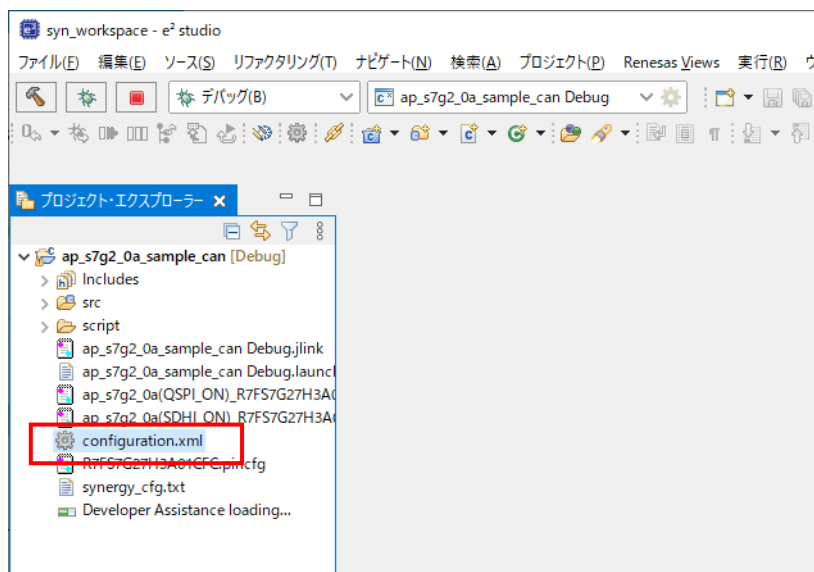 syn_workspace - e² studio
ファイル(F) 編集(E) ソース(S) リファクタリング(T) ナビゲート(N) 検索(A) プロジェクト(P) Renesas Views 実行(R)
デバッグ(B) ap_s7g2_0a_sample_can Debug
プロジェクト・エクスプローラー
ap_s7g2_0a_sample_can [Debug]
Includes
src
script
ap_s7g2_0a_sample_can Debug.jlink
ap_s7g2_0a_sample_can Debug.launch
ap_s7g2_0a(QSPI_ON)_R7FS7G27H3A
ap_s7g2_0a(SDHI_ON)_R7FS7G27H3A
configuration.xml
R7FS7G27H3A01CFC.pincfg
synergy_cfg.txt
Developer Assistance loading...